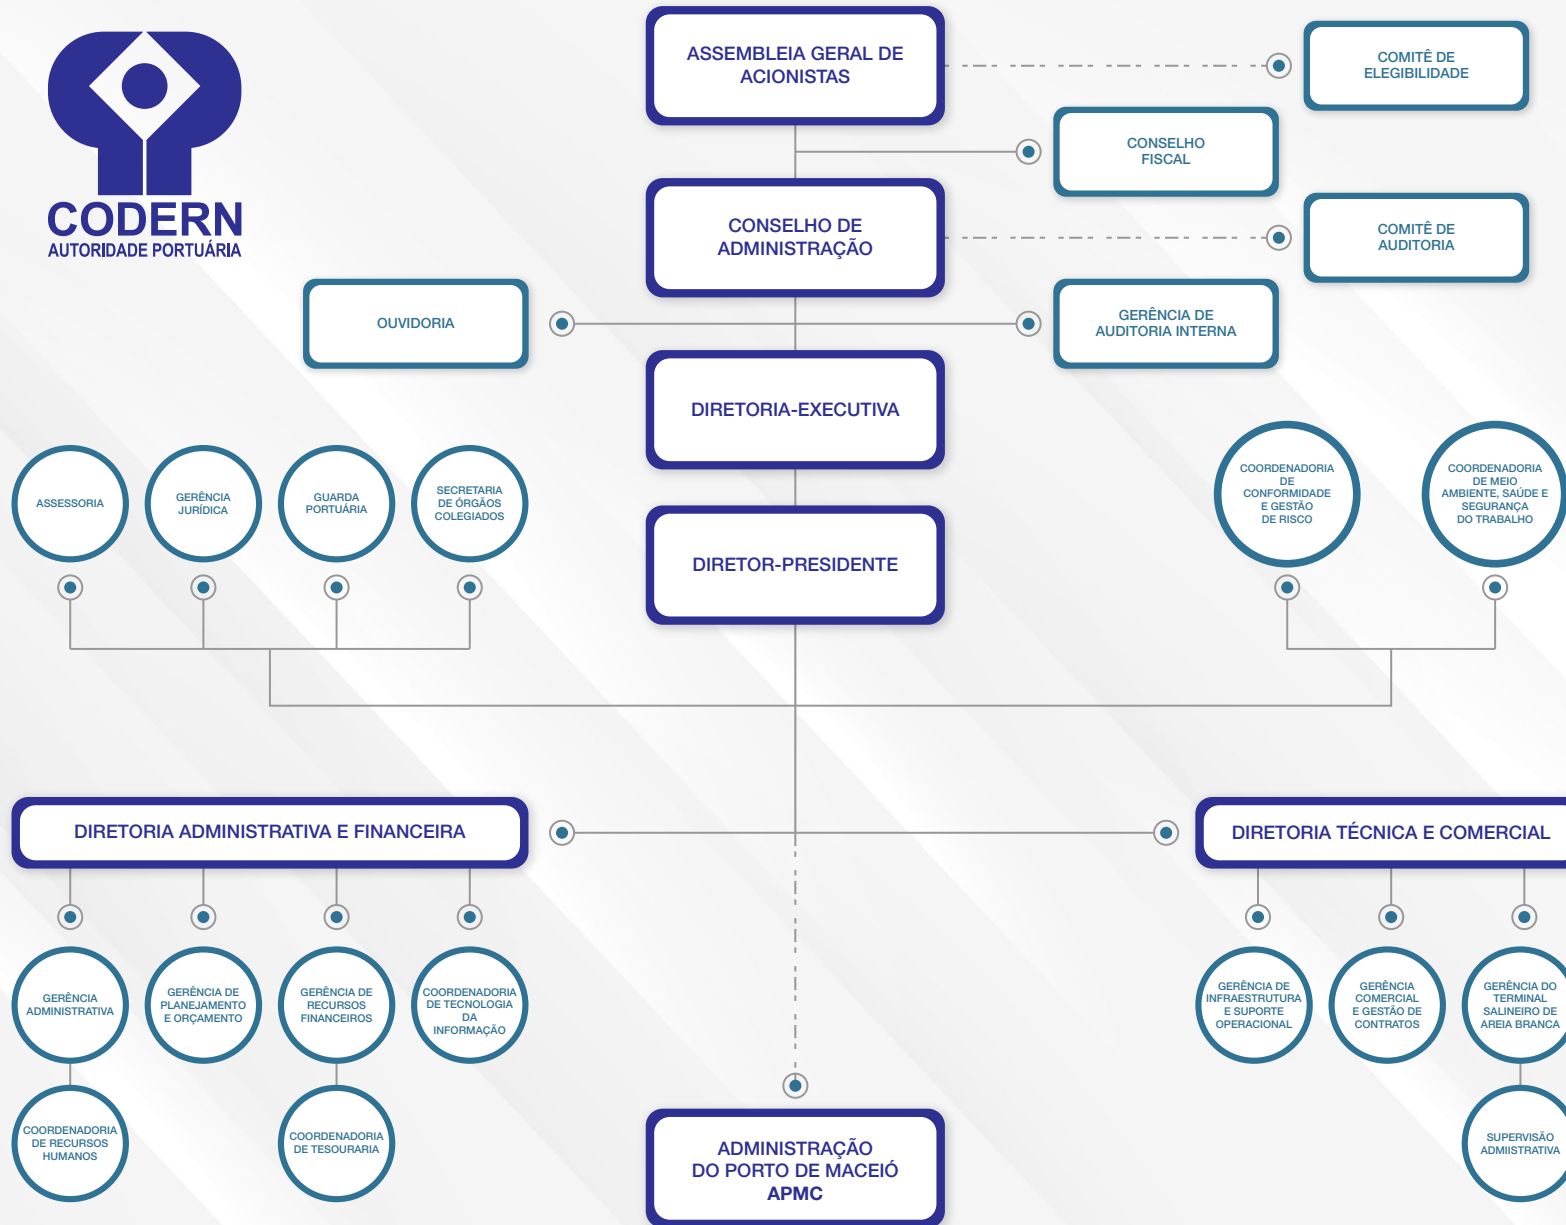 CODERN
AUTORIDADE PORTUÁRIA
ASSEMBLEIA GERAL DE
ACIONISTAS
COMITÊ DE
ELEGIBILIDADE
CONSELHO
FISCAL
CONSELHO DE
ADMINISTRAÇÃO
COMITÊ DE
AUDITORIA
OUVIDORIA
GERÊNCIA DE
AUDITORIA INTERNA
DIRETORIA-EXECUTIVA
ASSESSORIA
GERÊNCIA
JURÍDICA
GUARDA
PORTUÁRIA
SECRETARIA
DE ÓRGÃOS
COLEGIADOS
COORDENADORIA
DE
CONFORMIDADE
E GESTÃO
DE RISCO
COORDENADORIA
DE MEIO
AMBIENTE, SAÚDE E
SEGURANÇA
DO TRABALHO
DIRETOR-PRESIDENTE
DIRETORIA ADMINISTRATIVA E FINANCEIRA
DIRETORIA TÉCNICA E COMERCIAL
GERÊNCIA
ADMINISTRATIVA
GERÊNCIA DE
PLANEJAMENTO
E ORÇAMENTO
GERÊNCIA DE
RECURSOS
FINANCEIROS
COORDENADORIA
DE TECNOLOGIA
DA
INFORMAÇÃO
GERÊNCIA DE
INFRAESTRUTURA
E SUPORTE
OPERACIONAL
GERÊNCIA
COMERCIAL
E GESTÃO DE
CONTRATOS
GERÊNCIA DO
TERMINAL
SALINEIRO DE
AREIA BRANCA
COORDENADORIA
DE RECURSOS
HUMANOS
COORDENADORIA
DE TESOURARIA
SUPERVISÃO
ADMIISTRATIVA
ADMINISTRAÇÃO
DO PORTO DE MACEIÓ
APMC